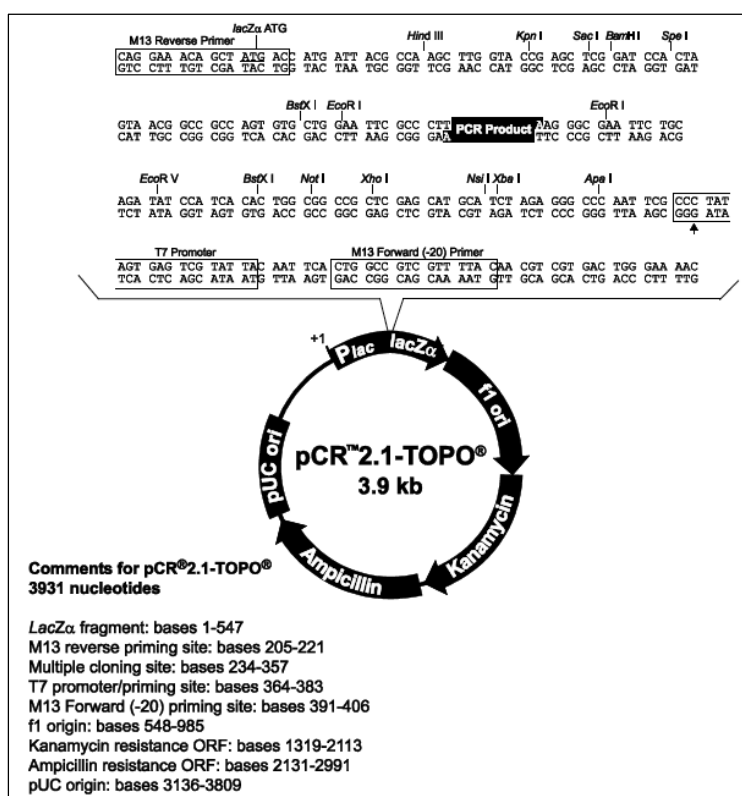 lacZα ATG
M13 Reverse Primer
Hind III Kpn I Sac I BamH I Spe I
CAG GAA ACA GCT ATG ACC ATG ATT ACG CCA AGC TTG GTA CCG AGC TCG GAT CCA CTA
GTC CTT TGT CGA TAC TGG TAC TAA TGC GGT TCG AAC CAT GGC TCG AGC CTA GGT GAT
BstX I EcoR I EcoR I
GTA ACG GCC GCC AGT GTG CTG GAA TTC GCC CTT PCR Product AAG GGC GAA TTC TGC
CAT TGC CGG CGG TCA CAC GAC CTT AAG CGG GAA TTC CCG CTT AAG ACG
EcoR V BstX I Not I Xho I Nsi I Xba I Apa I
AGA TAT CCA TCA CAC TGG CGG CCG CTC GAG CAT GCA TCT AGA GGG CCC AAT TCG CCC TAT
TCT ATA GGT AGT GTG ACC GCC GGC GAG CTC GTA CGT AGA TCT CCC GGG TTA AGC GGG ATA
T7 Promoter M13 Forward (-20) Primer
AGT GAG TCG TAT TAC AAT TCA CTG GCC GTC GTT TTA CAA CGT CGT GAC TGG GAA AAC
TCA CTC AGC ATA ATG TTA AGT GAC CGG CAG CAA AAT GTT GCA GCA CTG ACC CTT TTG
+1
Plac lacZα
f1 ori
Kanamycin
Ampicillin
pUC ori
pCR™2.1-TOPO®
3.9 kb
Comments for pCR®2.1-TOPO®
3931 nucleotides
LacZα fragment: bases 1-547
M13 reverse priming site: bases 205-221
Multiple cloning site: bases 234-357
T7 promoter/priming site: bases 364-383
M13 Forward (-20) priming site: bases 391-406
f1 origin: bases 548-985
Kanamycin resistance ORF: bases 1319-2113
Ampicillin resistance ORF: bases 2131-2991
pUC origin: bases 3136-3809